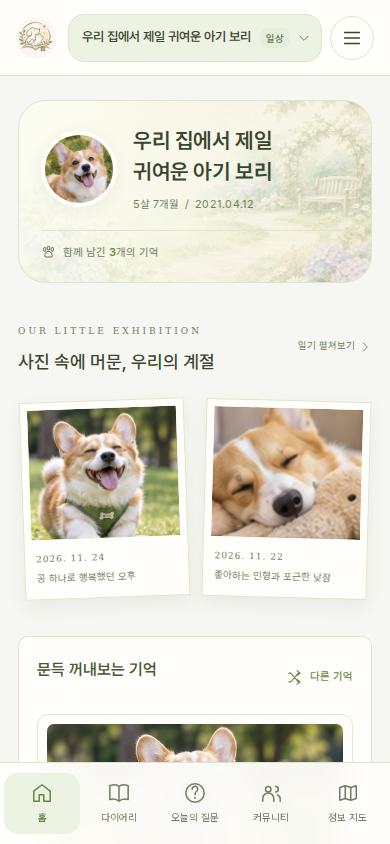 우리 집에서 제일 귀여운 아기 보리 일상
우리 집에서 제일
귀여운 아기 보리
5살 7개월 / 2021.04.12
함께 남긴 3개의 기억
OUR LITTLE EXHIBITION
사진 속에 머문, 우리의 계절
일기 펼쳐보기
2026. 11. 24
공 하나로 행복했던 오후
2026. 11. 22
좋아하는 인형과 포근한 낮잠
문득 꺼내보는 기억
다른 기억
홈
다이어리
오늘의 질문
커뮤니티
정보 지도